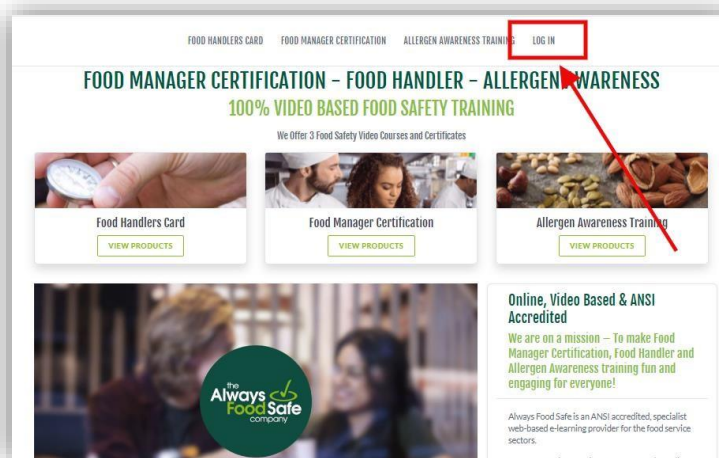 FOOD HANDLERS CARD FOOD MANAGER CERTIFICATION ALLERGEN AWARENESS TRAINING LOG IN
FOOD MANAGER CERTIFICATION – FOOD HANDLER – ALLERGEN AWARENESS
100% VIDEO BASED FOOD SAFETY TRAINING
We Offer 3 Food Safety Video Courses and Certificates
Food Handlers Card
VIEW PRODUCTS
Food Manager Certification
VIEW PRODUCTS
Allergen Awareness Training
VIEW PRODUCTS
the
Always
Food Safe
company
Online, Video Based & ANSI
Accredited
We are on a mission – To make Food
Manager Certification, Food Handler and
Allergen Awareness training fun and
engaging for everyone!
Always Food Safe is an ANSI accredited, specialist
web-based e-learning provider for the food service
sectors.